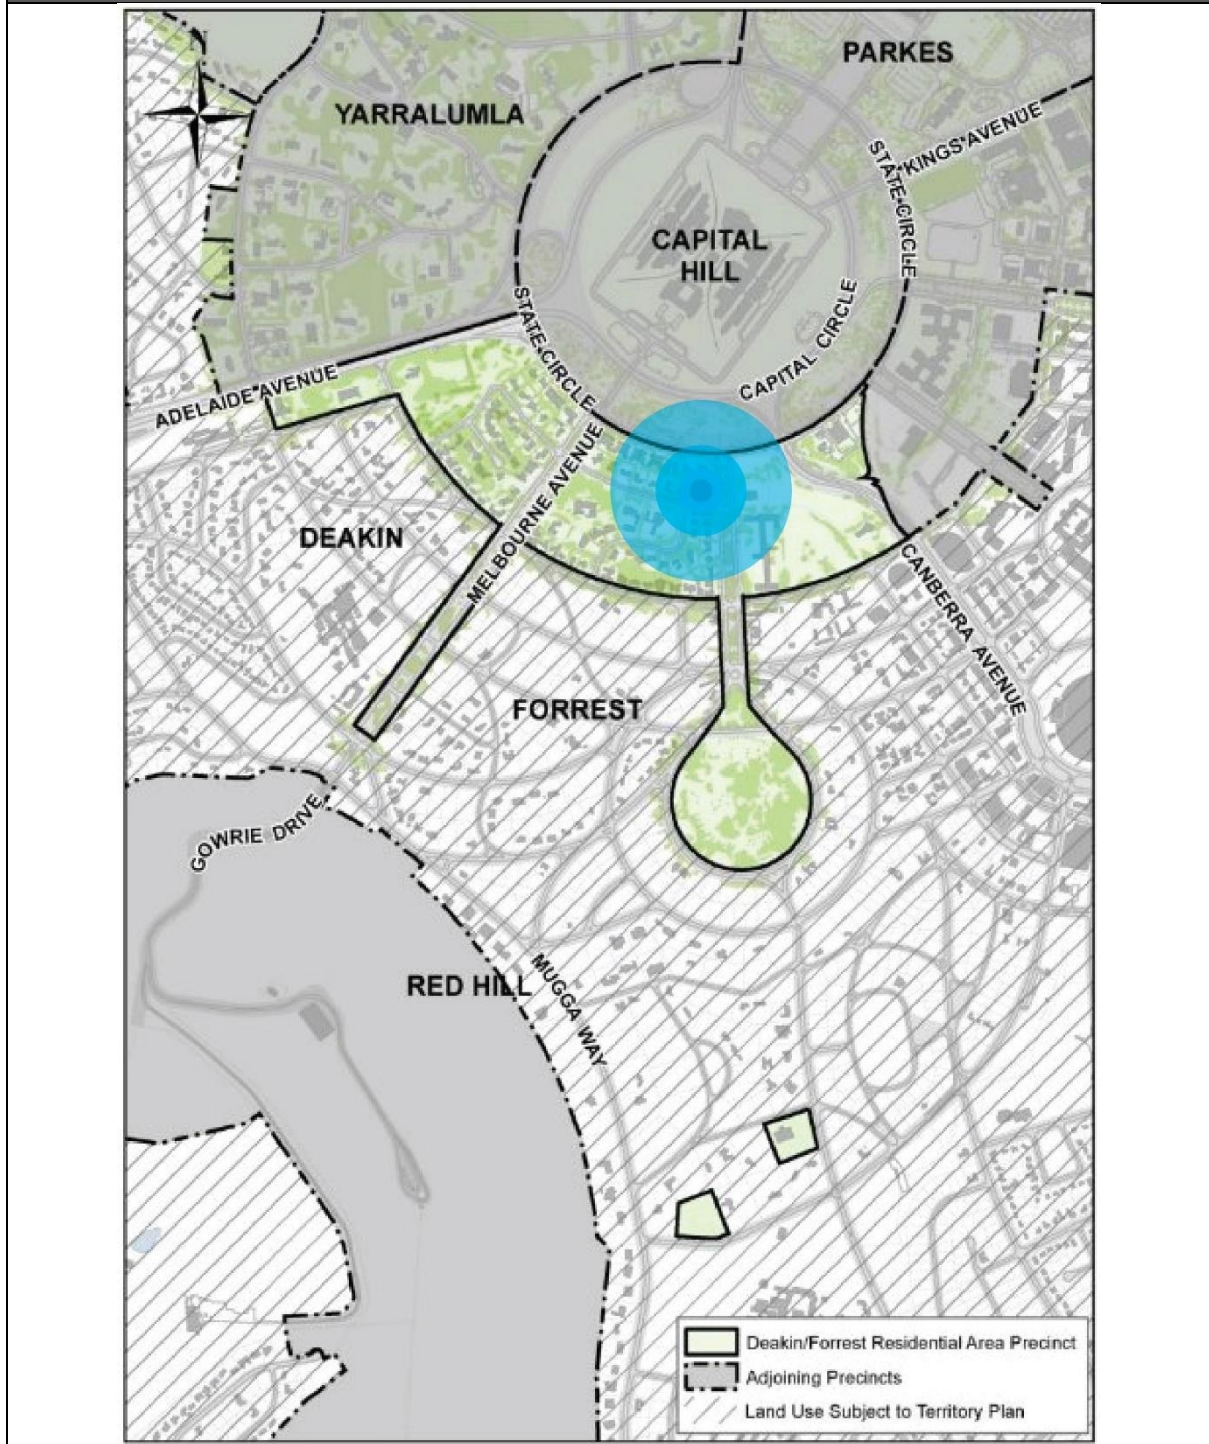 PARKES
YARRALUMLA
KINGS AVENUE
STATE CIRCLE
CAPITAL
HILL
STATE CIRCLE
CAPITAL CIRCLE
ADELAIDE AVENUE
MELBOURNE AVENUE
DEAKIN
CANBERRA AVENUE
FORREST
GOWRIE DRIVE
RED HILL
MUGGA WAY
Deakin/Forrest Residential Area Precinct
Adjoining Precincts
Land Use Subject to Territory Plan